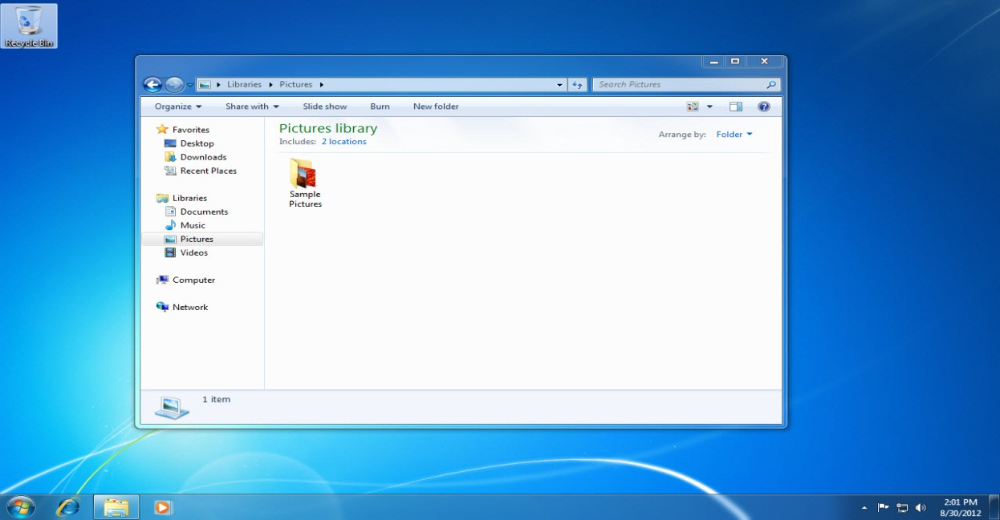 Recycle Bin
Libraries Pictures
Search Pictures
Organize Share with Slide show Burn New folder
Favorites
Desktop
Downloads
Recent Places
Libraries
Documents
Music
Pictures
Videos
Computer
Network
Pictures library
Includes: 2 locations
Arrange by: Folder
Sample
Pictures
1 item
2:01 PM
8/30/2012